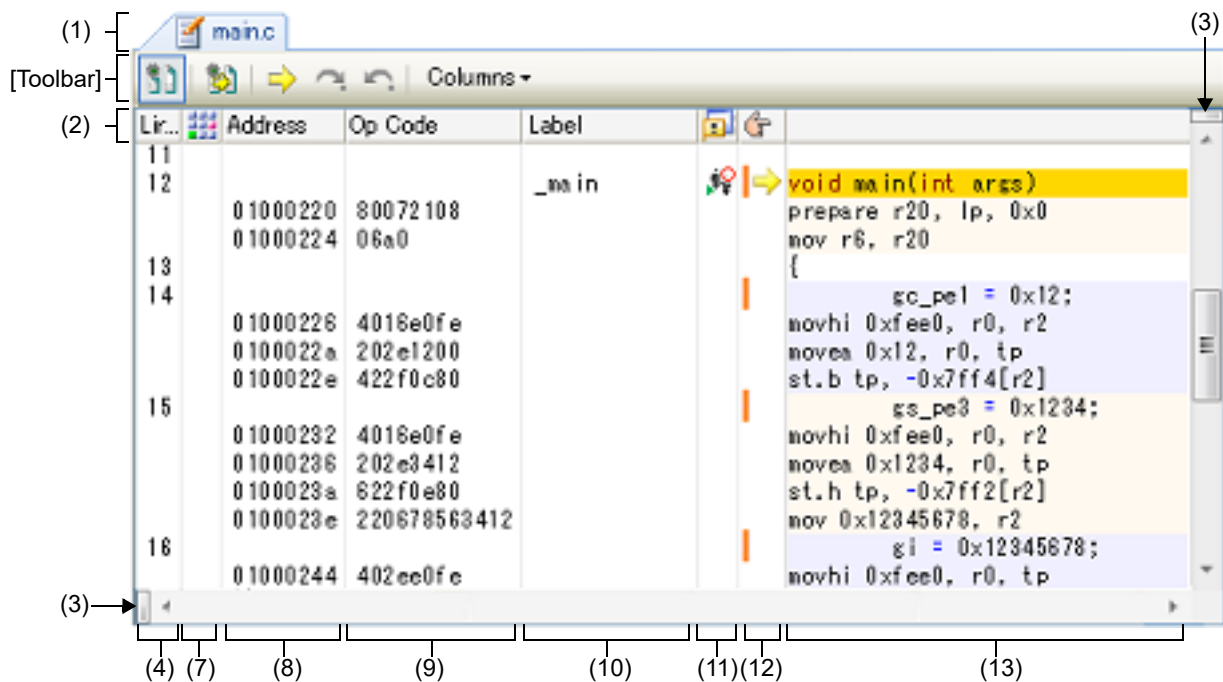 (1) main.c (3)
[Toolbar] Columns
(2) Lir... Address Op Code Label
11
12 _main void main(int args)
01000220 80072108 prepare r20, lp, 0x0
01000224 06a0 mov r6, r20
13 {
14 gc_pe1 = 0x12;
01000226 4016e0fe movhi 0xfee0, r0, r2
0100022a 202e1200 movea 0x12, r0, tp
0100022e 422f0c80 st.b tp, -0x7ff4[r2]
15 gs_pe3 = 0x1234;
01000232 4016e0fe movhi 0xfee0, r0, r2
01000236 202e3412 movea 0x1234, r0, tp
0100023a 622f0e80 st.h tp, -0x7ff2[r2]
0100023e 220678563412 mov 0x12345678, r2
16 gi = 0x12345678;
01000244 402ee0fe movhi 0xfee0, r0, tp
(3)
(4) (7) (8) (9) (10) (11) (12) (13)